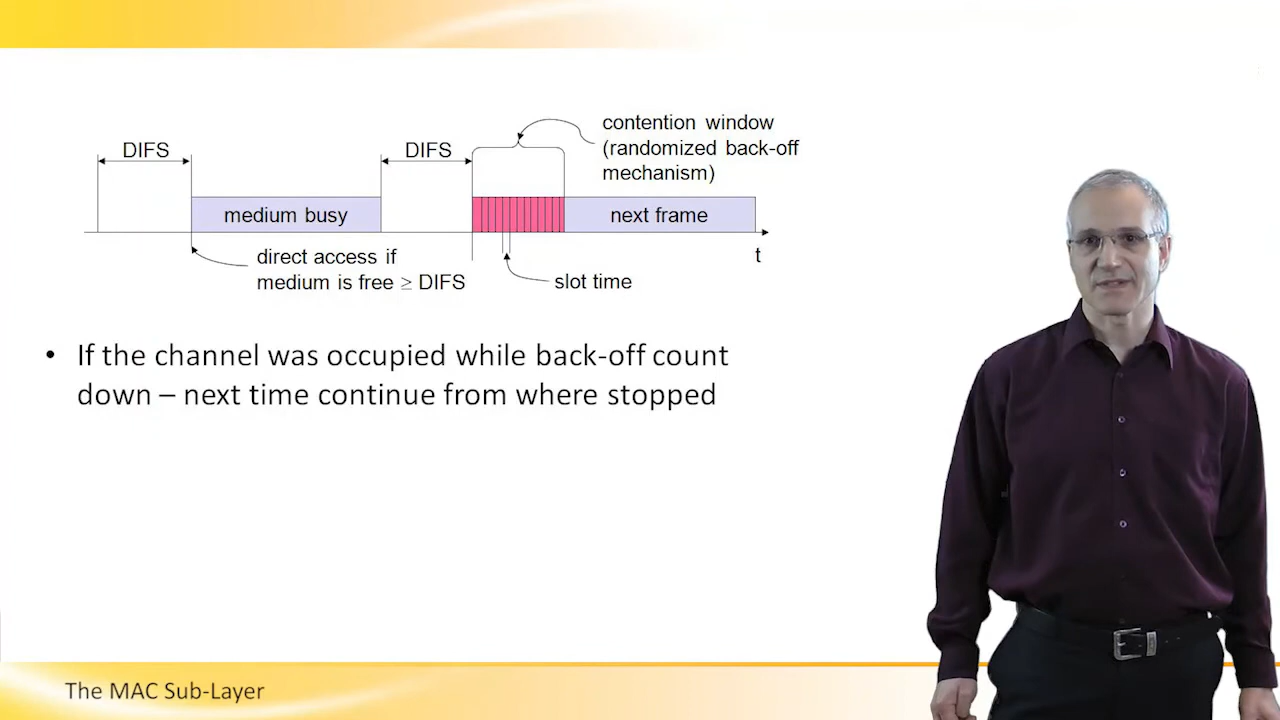 contention window
(randomized back-off
mechanism)
DIFS
DIFS
medium busy
next frame
direct access if
medium is free ≥ DIFS
slot time
t
• If the channel was occupied while back-off count
down – next time continue from where stopped
The MAC Sub-Layer